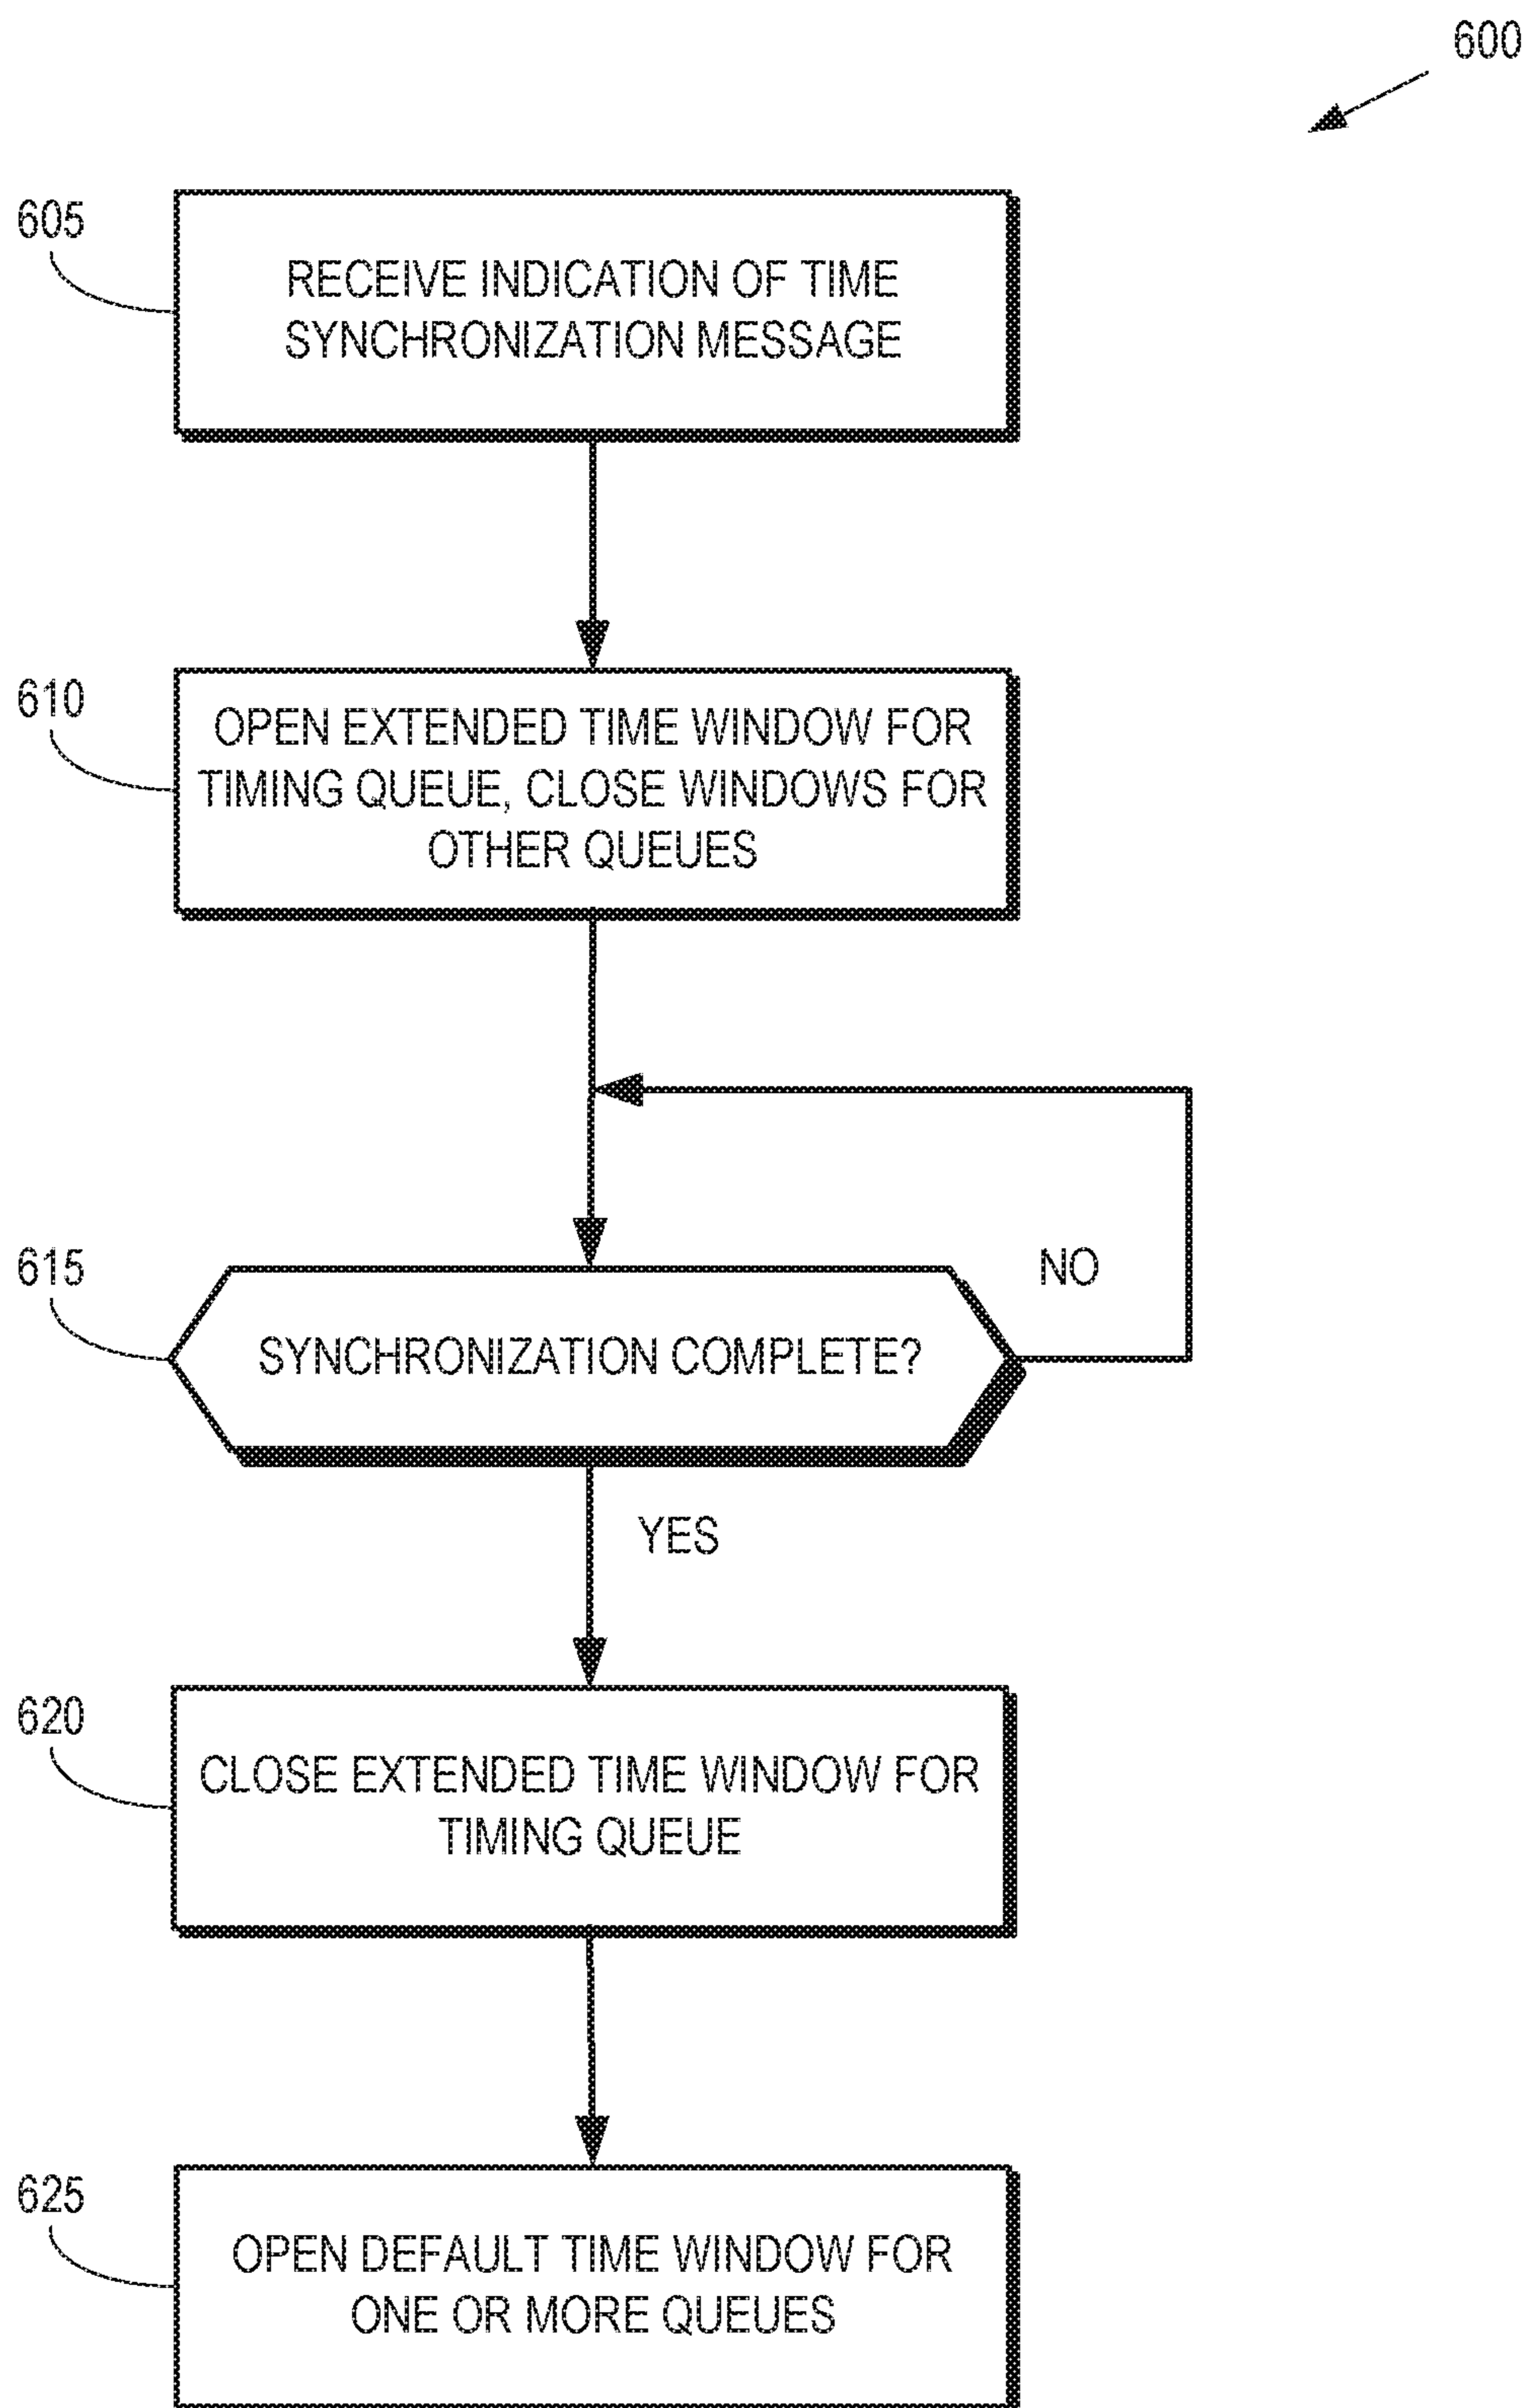 600
605
RECEIVE INDICATION OF TIME
SYNCHRONIZATION MESSAGE
610
OPEN EXTENDED TIME WINDOW FOR
TIMING QUEUE, CLOSE WINDOWS FOR
OTHER QUEUES
615
SYNCHRONIZATION COMPLETE?
NO
YES
620
CLOSE EXTENDED TIME WINDOW FOR
TIMING QUEUE
625
OPEN DEFAULT TIME WINDOW FOR
ONE OR MORE QUEUES